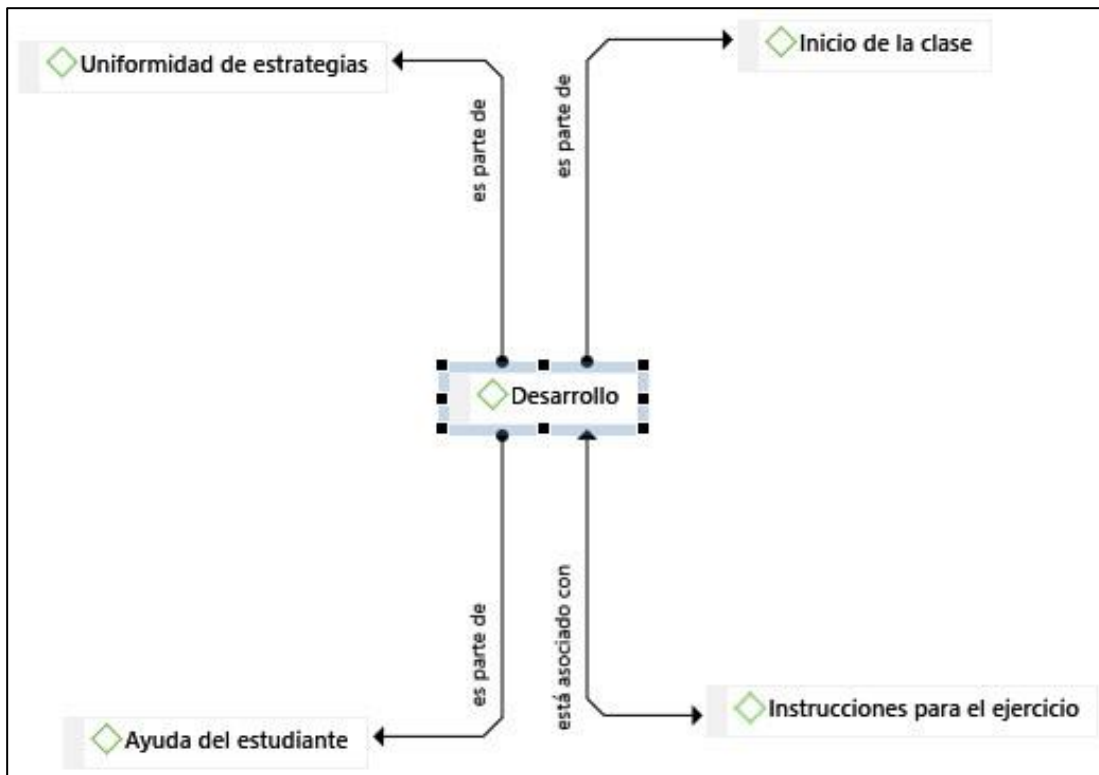 Uniformidad de estrategias
Inicio de la clase
es parte de
es parte de
Desarrollo
es parte de
está asociado con
Ayuda del estudiante
Instrucciones para el ejercicio